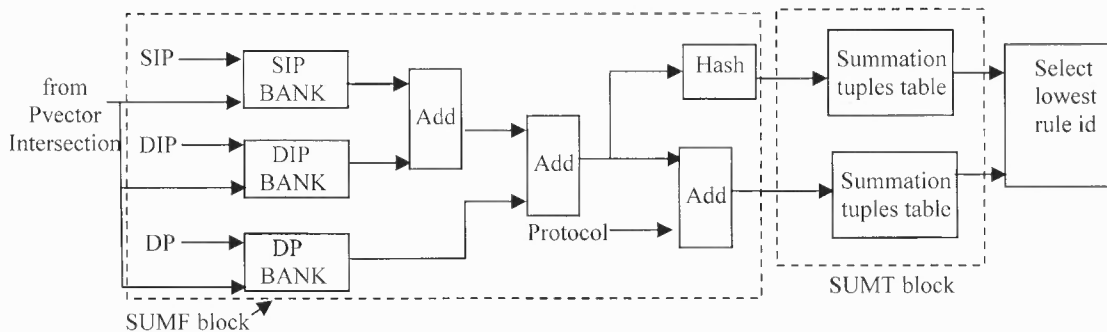 from
Pvector
Intersection
SIP
SIP
BANK
DIP
DIP
BANK
DP
DP
BANK
Add
Add
Protocol
Hash
Add
Summation
tuples table
Summation
tuples table
Select
lowest
rule id
SUMF block
SUMT block